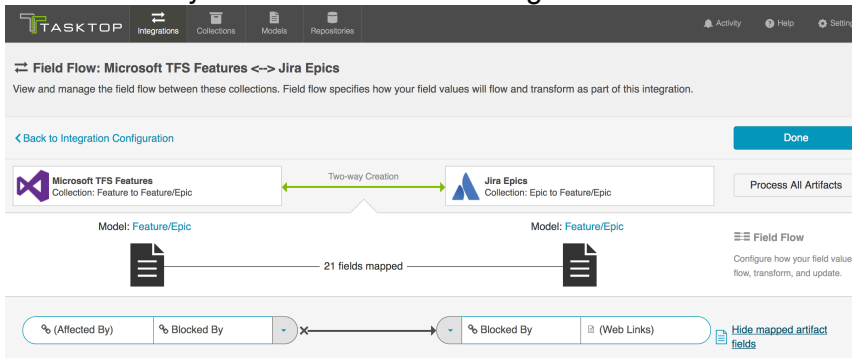 TASKTOP
Integrations
Collections
Models
Repositories
Activity
Help
Field Flow: Microsoft TFS Features <--> Jira Epics
View and manage the field flow between these collections. Field flow specifies how your field values will flow and transform as part of this integration.
Back to Integration Configuration
Done
Microsoft TFS Features
Collection: Feature to Feature/Epic
Two-way Creation
Jira Epics
Collection: Epic to Feature/Epic
Process All Artifacts
Model: Feature/Epic
Model: Feature/Epic
21 fields mapped
Field Flow
Configure how your field value
flow, transform, and update.
(Affected By)
Blocked By
Blocked By
(Web Links)
Hide mapped artifact
fields